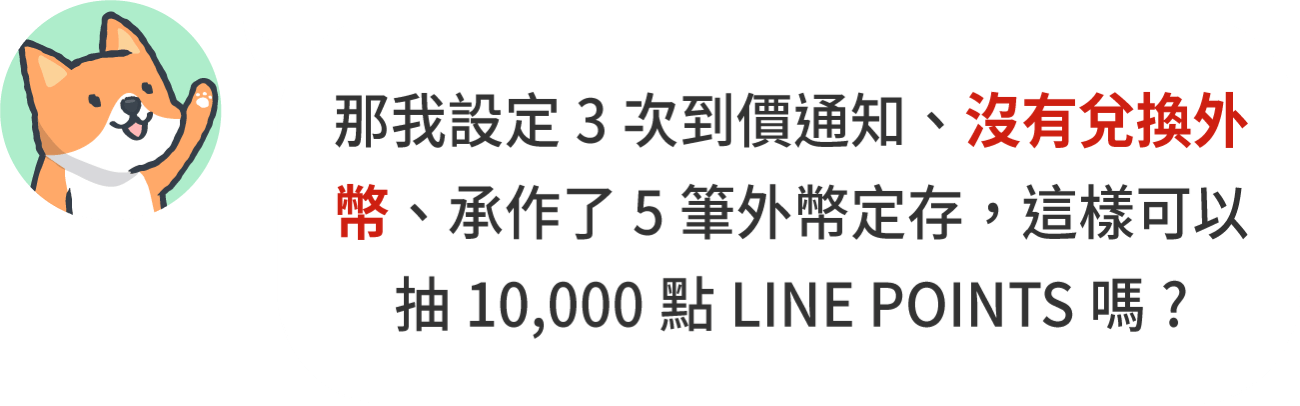 那我設定 3 次到價通知、沒有兌換外
幣、承作了 5 筆外幣定存，這樣可以
抽 10,000 點 LINE POINTS 嗎？